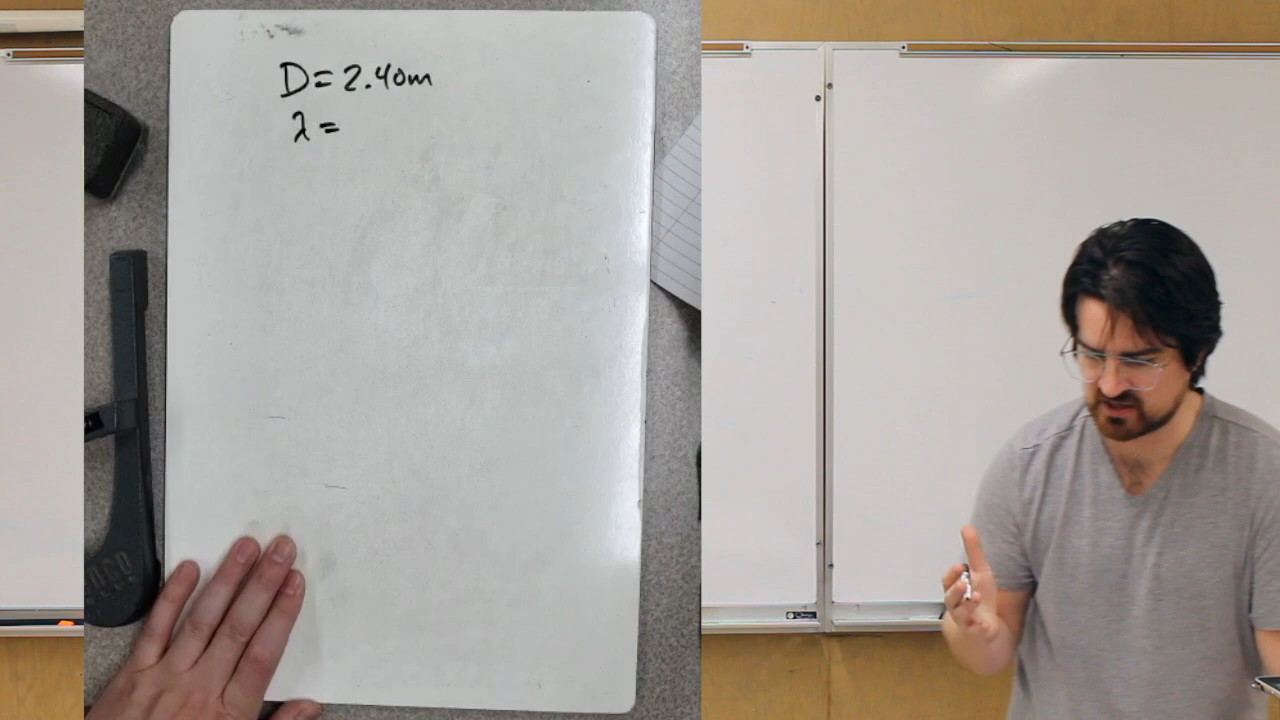 D = 2.40m
λ =